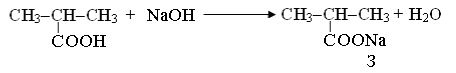 CH₃–CH–CH₃ + NaOH ⟶ CH₃–CH–CH₃ + H₂O
COOH COONa
3